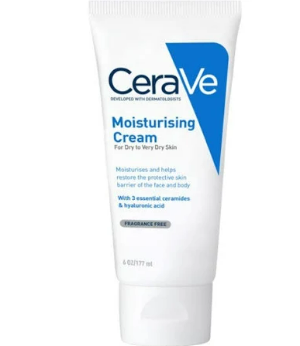 CeraVe
DEVELOPED WITH DERMATOLOGISTS
Moisturising
Cream
For Dry to Very Dry Skin
Moisturises and helps
restore the protective skin
barrier of the face and body
With 3 essential ceramides
& hyaluronic acid
FRAGRANCE FREE
6 OZ/177 ml